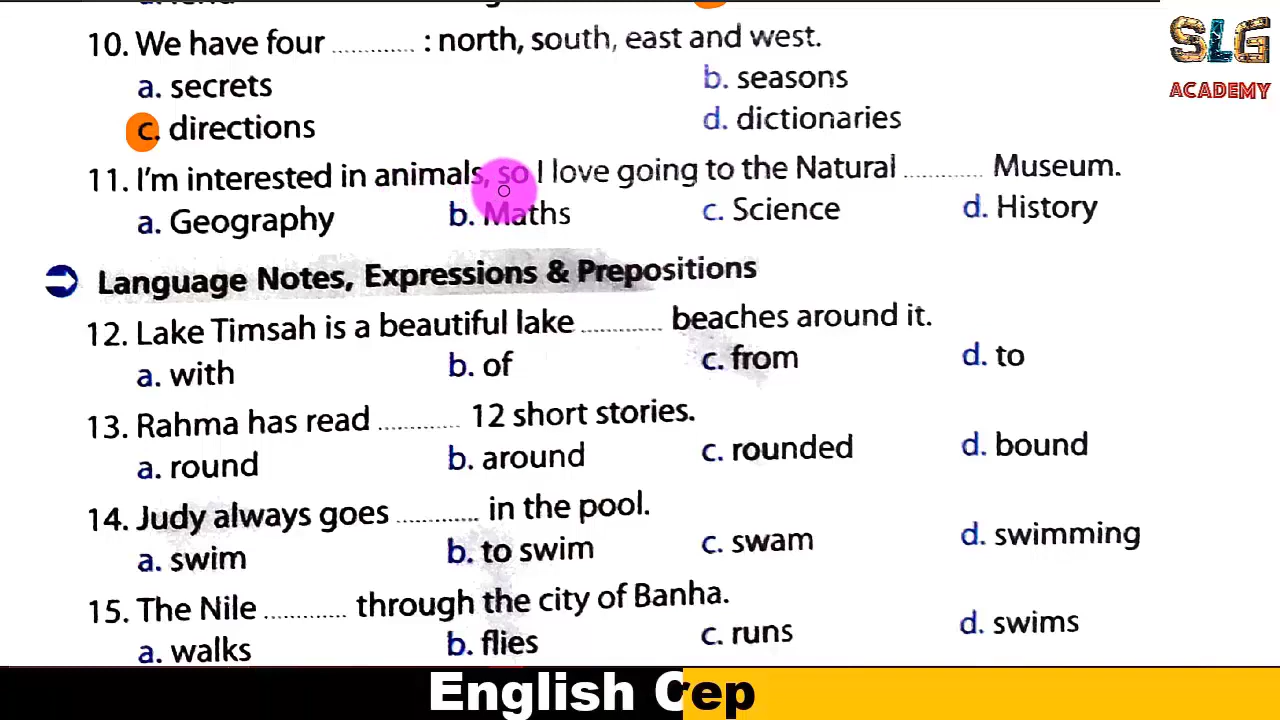 SLG
ACADEMY
10. We have four ............ : north, south, east and west.
a. secrets b. seasons
c. directions d. dictionaries
11. I'm interested in animals, so I love going to the Natural ............ Museum.
a. Geography b. Maths c. Science d. History
Language Notes, Expressions & Prepositions
12. Lake Timsah is a beautiful lake ............ beaches around it.
a. with b. of c. from d. to
13. Rahma has read ............ 12 short stories.
a. round b. around c. rounded d. bound
14. Judy always goes ............ in the pool.
a. swim b. to swim c. swam d. swimming
15. The Nile ............ through the city of Banha.
a. walks b. flies c. runs d. swims
English Crep